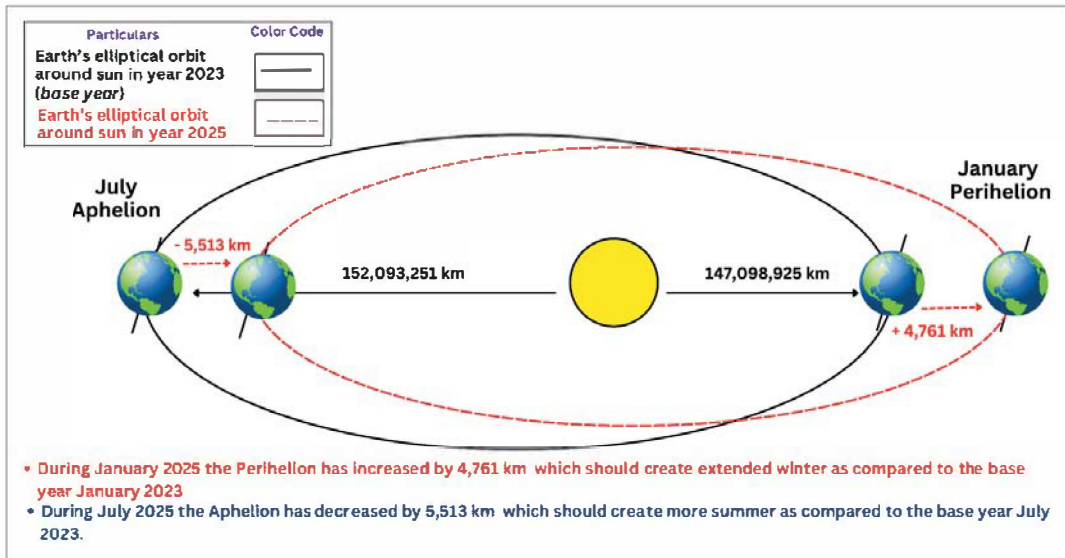 Particulars
Color Code
Earth's elliptical orbit
around sun in year 2023
(base year)
Earth's elliptical orbit
around sun in year 2025
July
Aphelion
January
Perihelion
- 5,513 km
152,093,251 km
147,098,925 km
+ 4,761 km
• During January 2025 the Perihelion has increased by 4,761 km which should create extended winter as compared to the base
year January 2023
• During July 2025 the Aphelion has decreased by 5,513 km which should create more summer as compared to the base year July
2023.